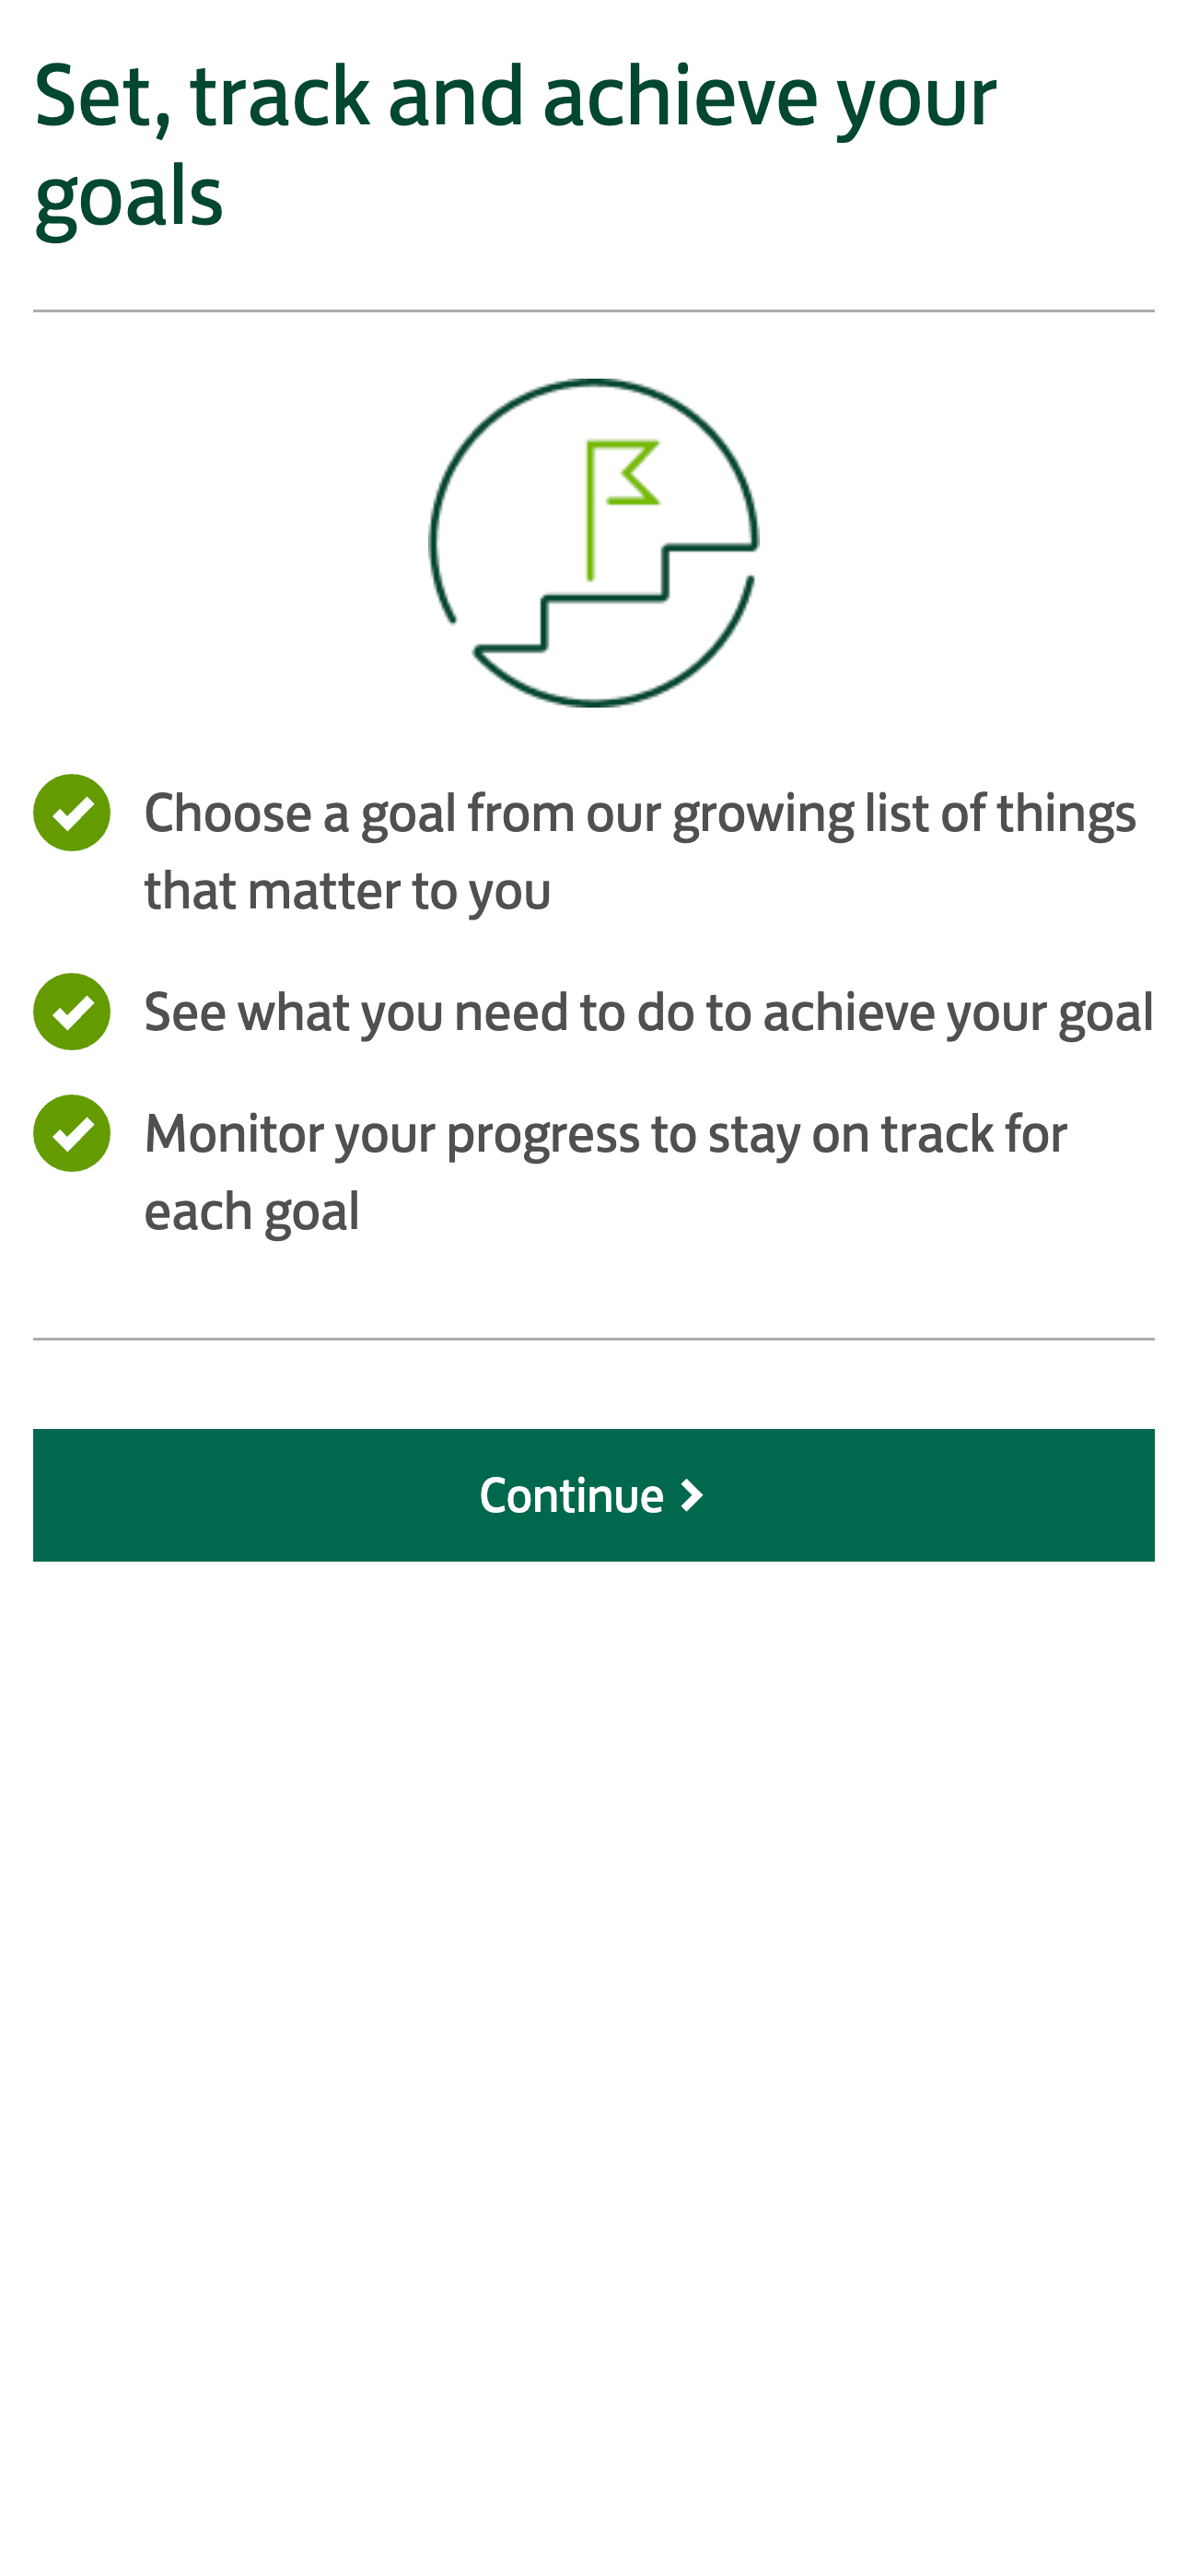 Set, track and achieve your
goals
Choose a goal from our growing list of things
that matter to you
See what you need to do to achieve your goal
Monitor your progress to stay on track for
each goal
Continue